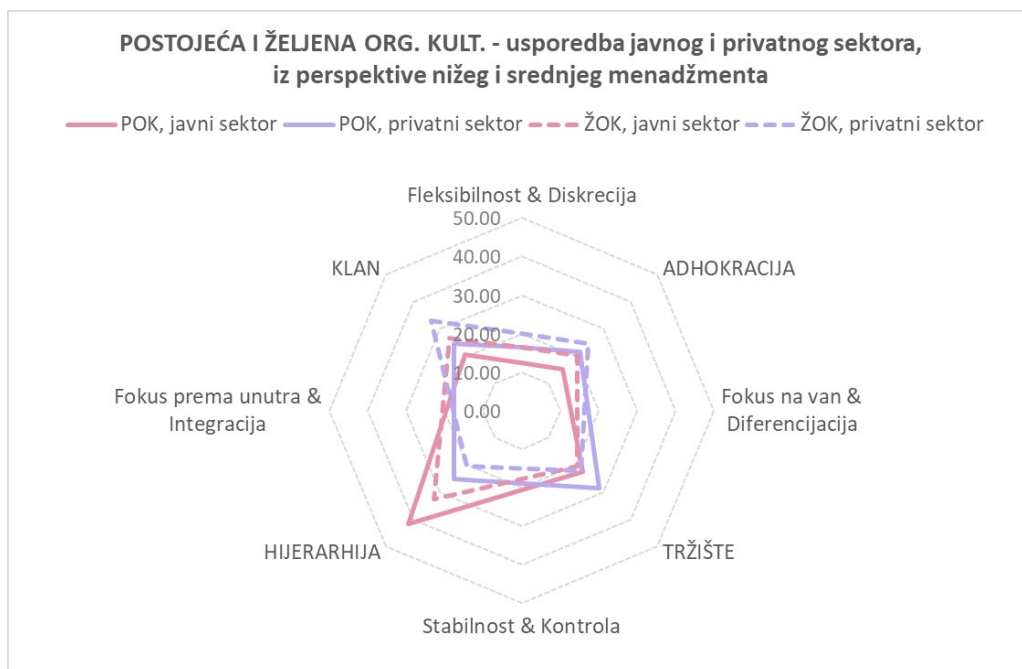 POSTOJEĆA I ŽELJENA ORG. KULT. - usporedba javnog i privatnog sektora,
iz perspektive nižeg i srednjeg menadžmenta
POK, javni sektor POK, privatni sektor ŽOK, javni sektor ŽOK, privatni sektor
Fleksibilnost & Diskrecija
50.00
KLAN
ADHOKRACIJA
40.00
30.00
20.00
10.00
0.00
Fokus prema unutra &
Integracija
Fokus na van &
Diferencijacija
HIJERARHIJA
TRŽIŠTE
Stabilnost & Kontrola